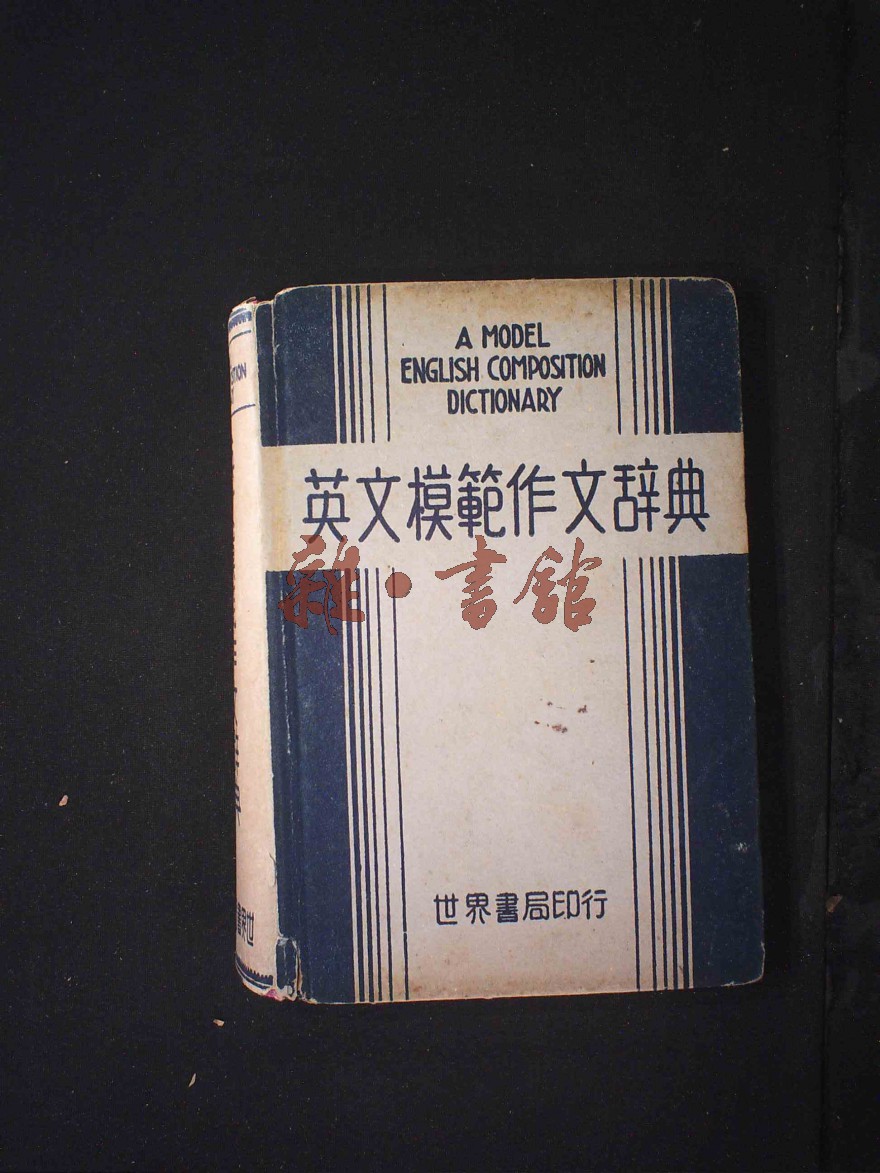 A MODEL
ENGLISH COMPOSITION
DICTIONARY
英文模範作文辞典
雜·書館
世界書局印行